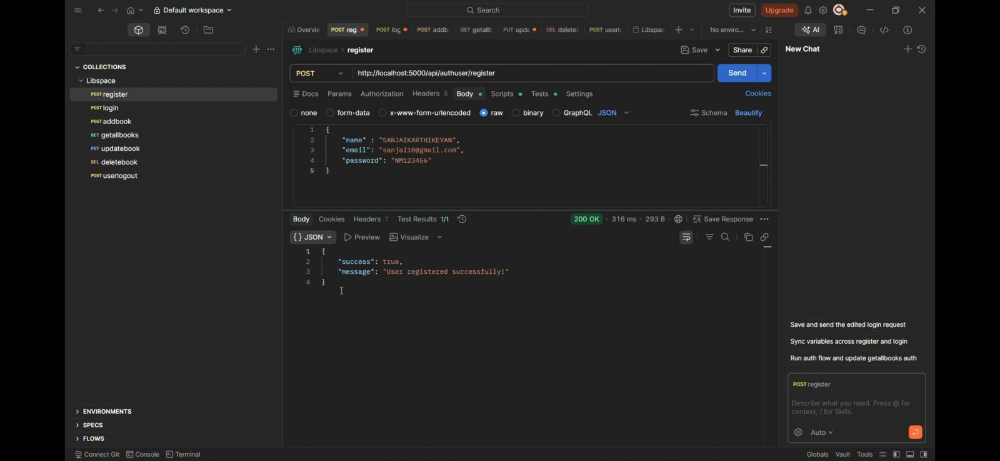 Default workspace
Search
Invite
Upgrade
Overvie
POST reg
POST log
POST addb
GET getallb
PUT upda
DEL delete
POST userl
Libspac
No enviro...
AI
Libspace > register
Save
Share
New Chat
COLLECTIONS
Libspace
POST register
POST login
POST addbook
GET getallbooks
PUT updatebook
DEL deletebook
POST userlogout
HTTP
POST
http://localhost:5000/api/authuser/register
Send
Docs
Params
Authorization
Headers 8
Body
Scripts
Tests
Settings
Cookies
none
form-data
x-www-form-urlencoded
raw
binary
GraphQL
JSON
Schema
Beautify
1 {
2 "name" : "SANJAIKARTHIKEYAN",
3 "email": "sanjai10@gmail.com",
4 "password": "NM123456"
5 }
Body
Cookies
Headers 7
Test Results 1/1
200 OK
316 ms
293 B
e.g. Save Response
{} JSON
Preview
Visualize
1 {
2 "success": true,
3 "message": "User registered successfully!"
4 }
Save and send the edited login request
Sync variables across register and login
Run auth flow and update getallbooks auth
POST register
Describe what you need. Press @ for
context, / for Skills.
Auto
ENVIRONMENTS
SPECS
FLOWS
Connect Git
Console
Terminal
Globals
Vault
Tools